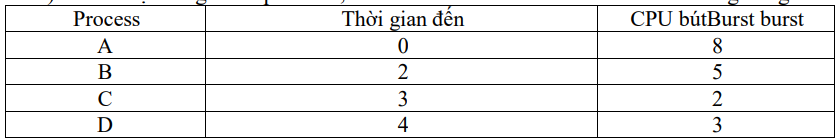 Process Thời gian đến CPU bútBurst burst
A 0 8
B 2 5
C 3 2
D 4 3